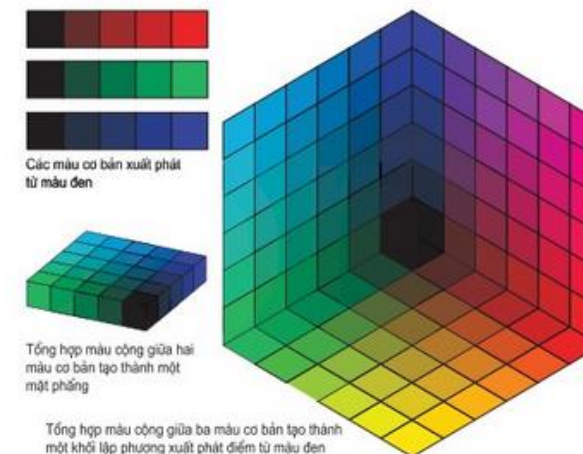 Các màu cơ bản xuất phát
từ màu đen
Tổng hợp màu cộng giữa hai
màu cơ bản tạo thành một
mặt phẳng
Tổng hợp màu cộng giữa ba màu cơ bản tạo thành
một khối lập phương xuất phát điểm từ màu đen